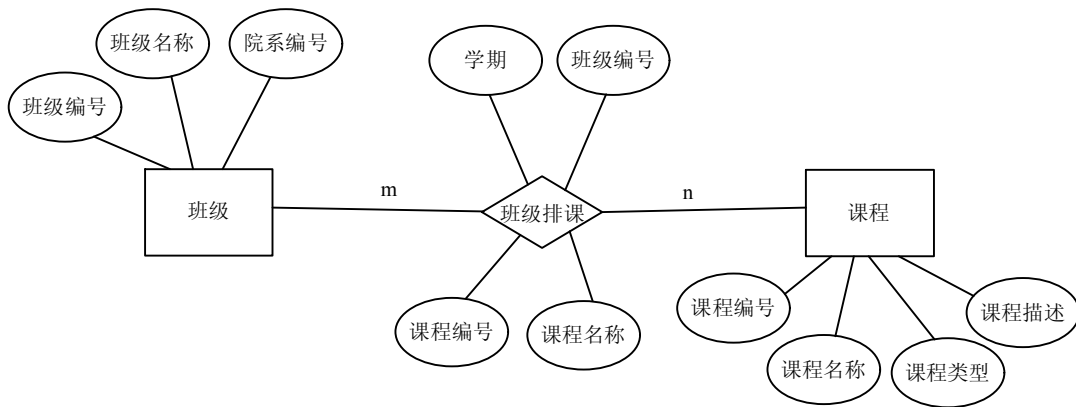 班级名称
院系编号
班级编号
学期
班级编号
班级
m
班级排课
n
课程
课程编号
课程名称
课程编号
课程名称
课程类型
课程描述